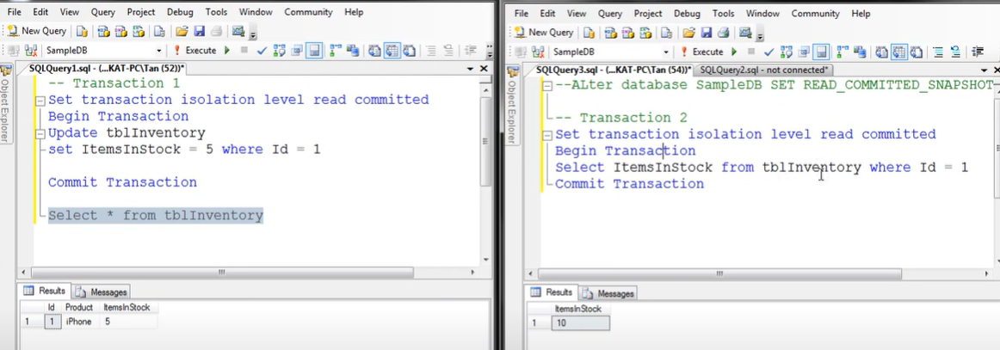 File Edit View Query Project Debug Tools Window Community Help
New Query
SampleDB Execute
SQLQuery1.sql - (...KAT-PC\Tan (52))*
Object Explorer
-- Transaction 1
Set transaction isolation level read committed
Begin Transaction
Update tblInventory
set ItemsInStock = 5 where Id = 1
Commit Transaction
Select * from tblInventory
Results Messages
Id Product ItemsInStock
1 1 iPhone 5
File Edit View Query Project Debug Tools Window Community Help
New Query
SampleDB Execute
SQLQuery3.sql - (...KAT-PC\Tan (54))* SQLQuery2.sql - not connected*
Object Explorer
--ALter database SampleDB SET READ_COMMITTED_SNAPSHOT
-- Transaction 2
Set transaction isolation level read committed
Begin Transaction
Select ItemsInStock from tblInventory where Id = 1
Commit Transaction
Results Messages
ItemsInStock
1 10